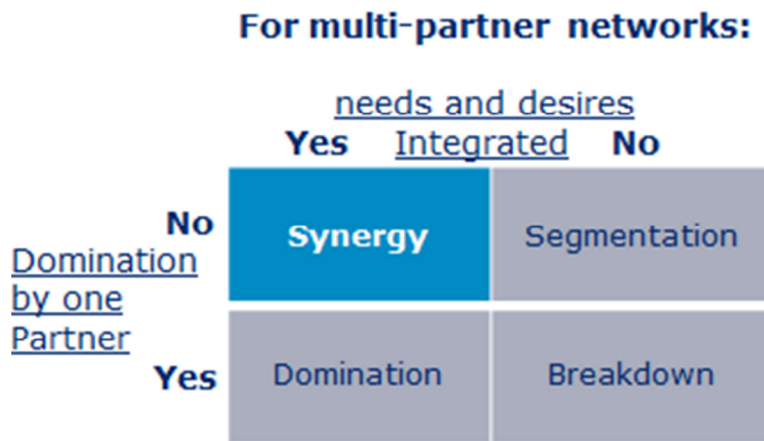 For multi-partner networks:
needs and desires
Yes Integrated No
No
Synergy
Segmentation
Domination
by one
Partner
Yes
Domination
Breakdown